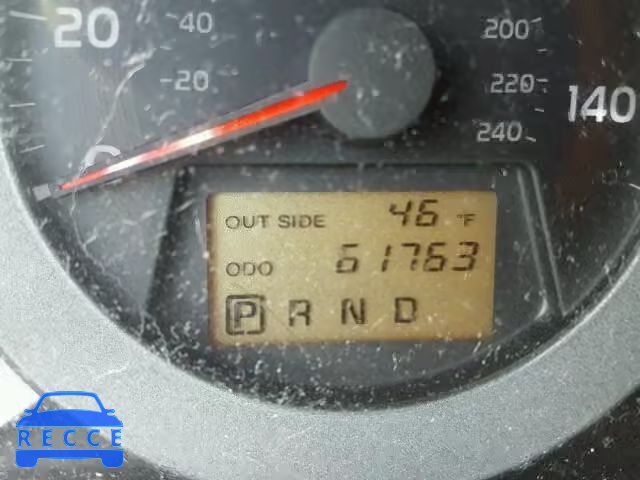 20 40 200
20 220 140
240
OUT SIDE 46 °F
ODO 61763
P R N D
RECCE